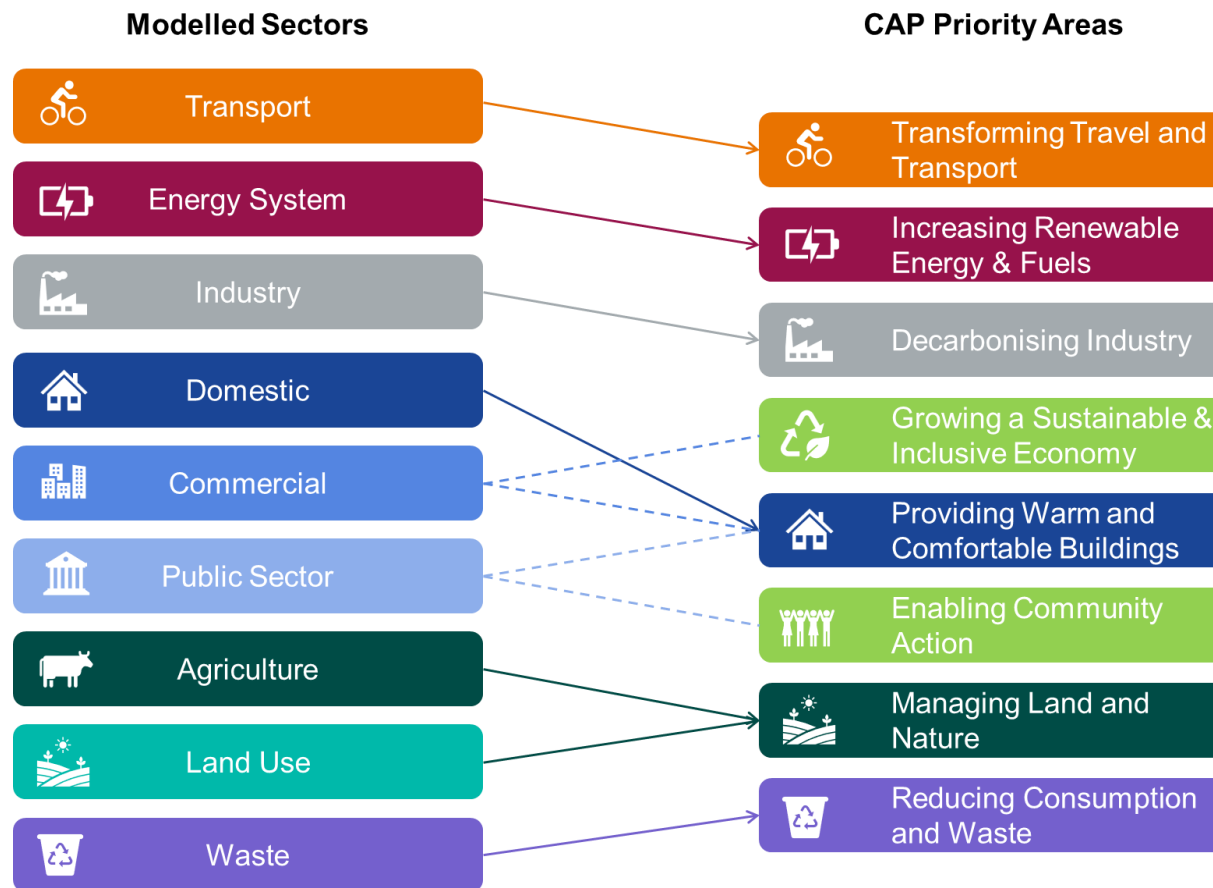 Modelled Sectors
CAP Priority Areas
Transport
Energy System
Industry
Domestic
Commercial
Public Sector
Agriculture
Land Use
Waste
Transforming Travel and
Transport
Increasing Renewable
Energy & Fuels
Decarbonising Industry
Growing a Sustainable &
Inclusive Economy
Providing Warm and
Comfortable Buildings
Enabling Community
Action
Managing Land and
Nature
Reducing Consumption
and Waste